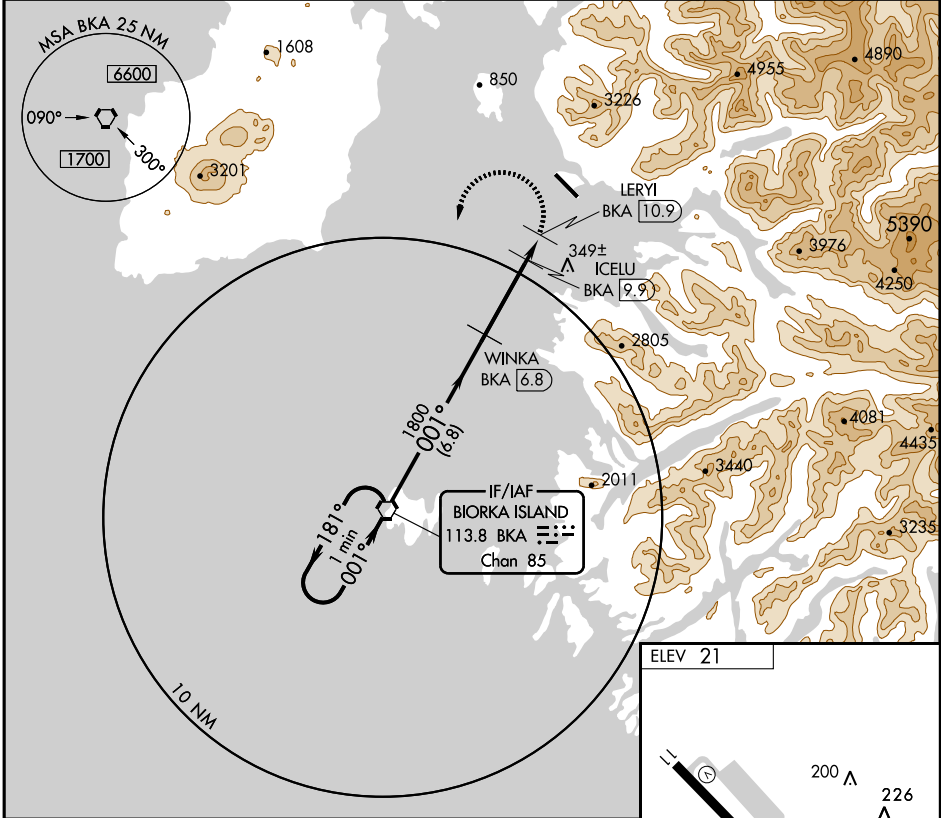 MSA BKA 25 NM
6600
090°
300°
1700
1608
3201
850
3226
4955
4890
LERYI
BKA 10.9
349±
ICELU
BKA 9.9
3976
5390
4250
2805
WINKA
BKA 6.8
1800
001°
(6.8)
4081
4435
3440
2011
3235
IF/IAF
BIORKA ISLAND
113.8 BKA
Chan 85
181°
1 min
001°
10 NM
ELEV 21
11
V
200
226